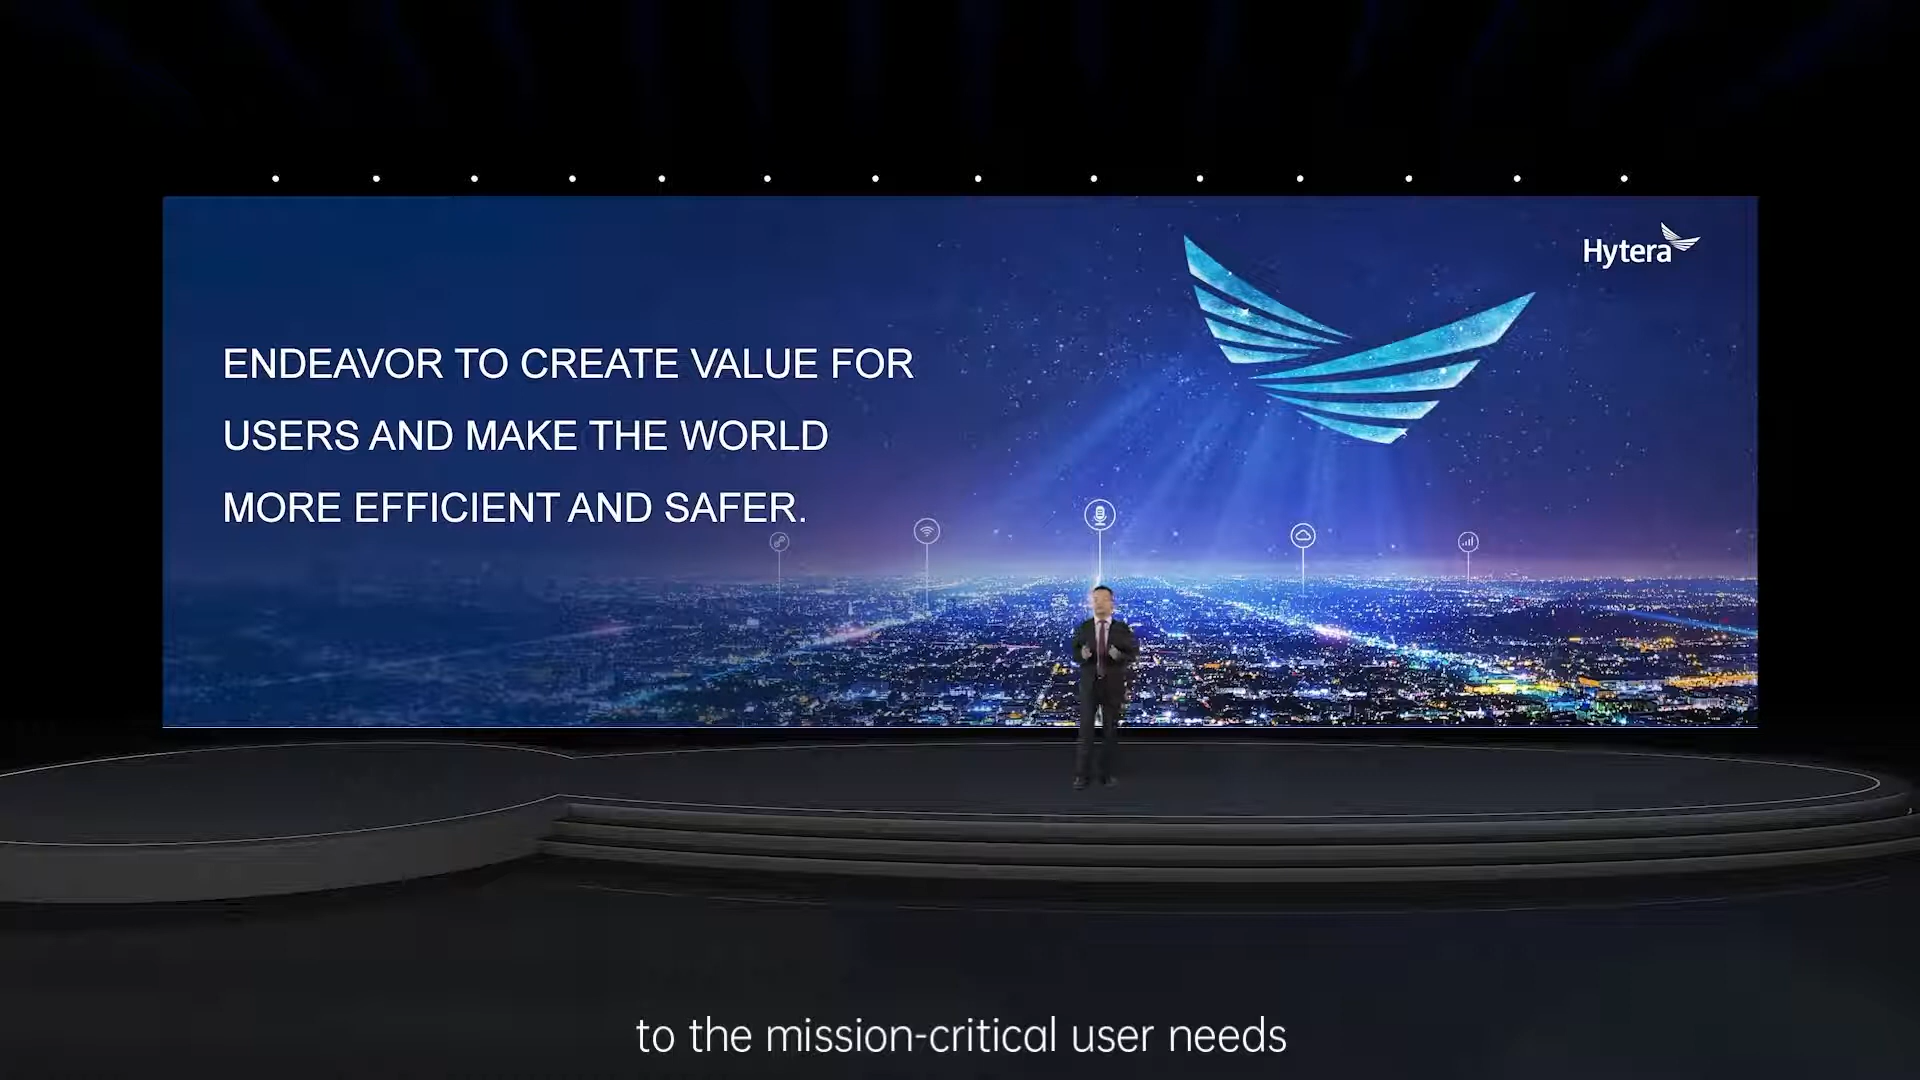 Hytera
ENDEAVOR TO CREATE VALUE FOR
USERS AND MAKE THE WORLD
MORE EFFICIENT AND SAFER.
to the mission-critical user needs